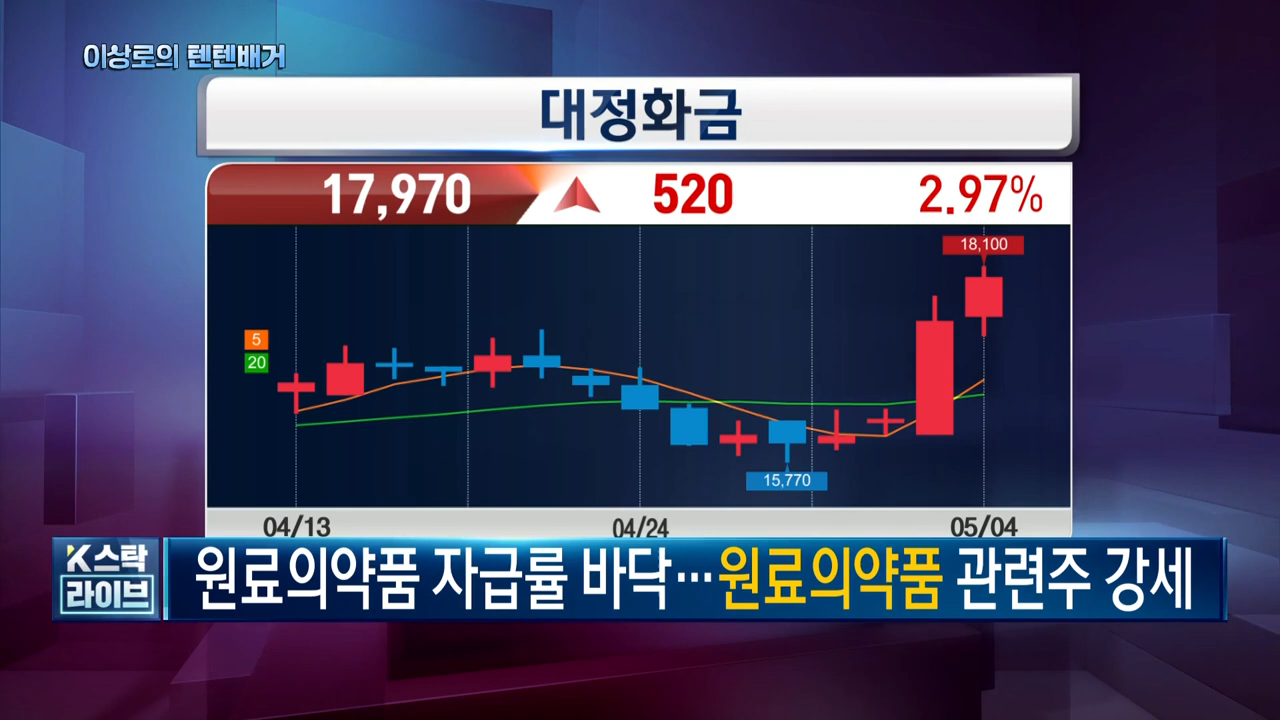 이상로의 텐텐배거
대정화금
17,970 520 2.97%
18,100
5
20
15,770
04/13 04/24 05/04
K스탁
라이브
원료의약품 자급률 바닥…원료의약품 관련주 강세